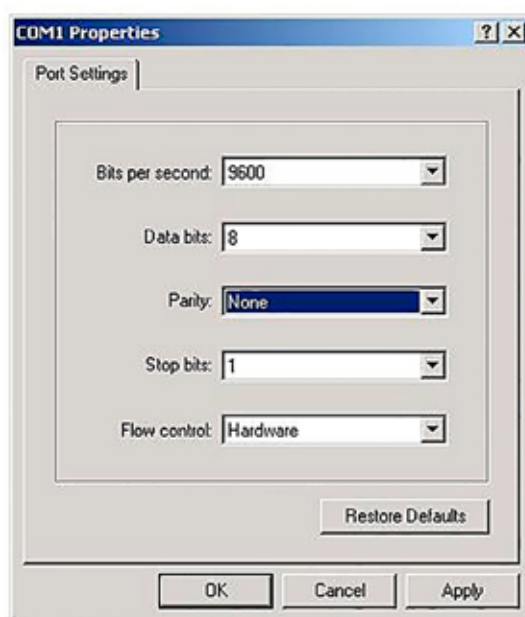 COM1 Properties
Port Settings
Bits per second: 9600
Data bits: 8
Parity: None
Stop bits: 1
Flow control: Hardware
Restore Defaults
OK Cancel Apply